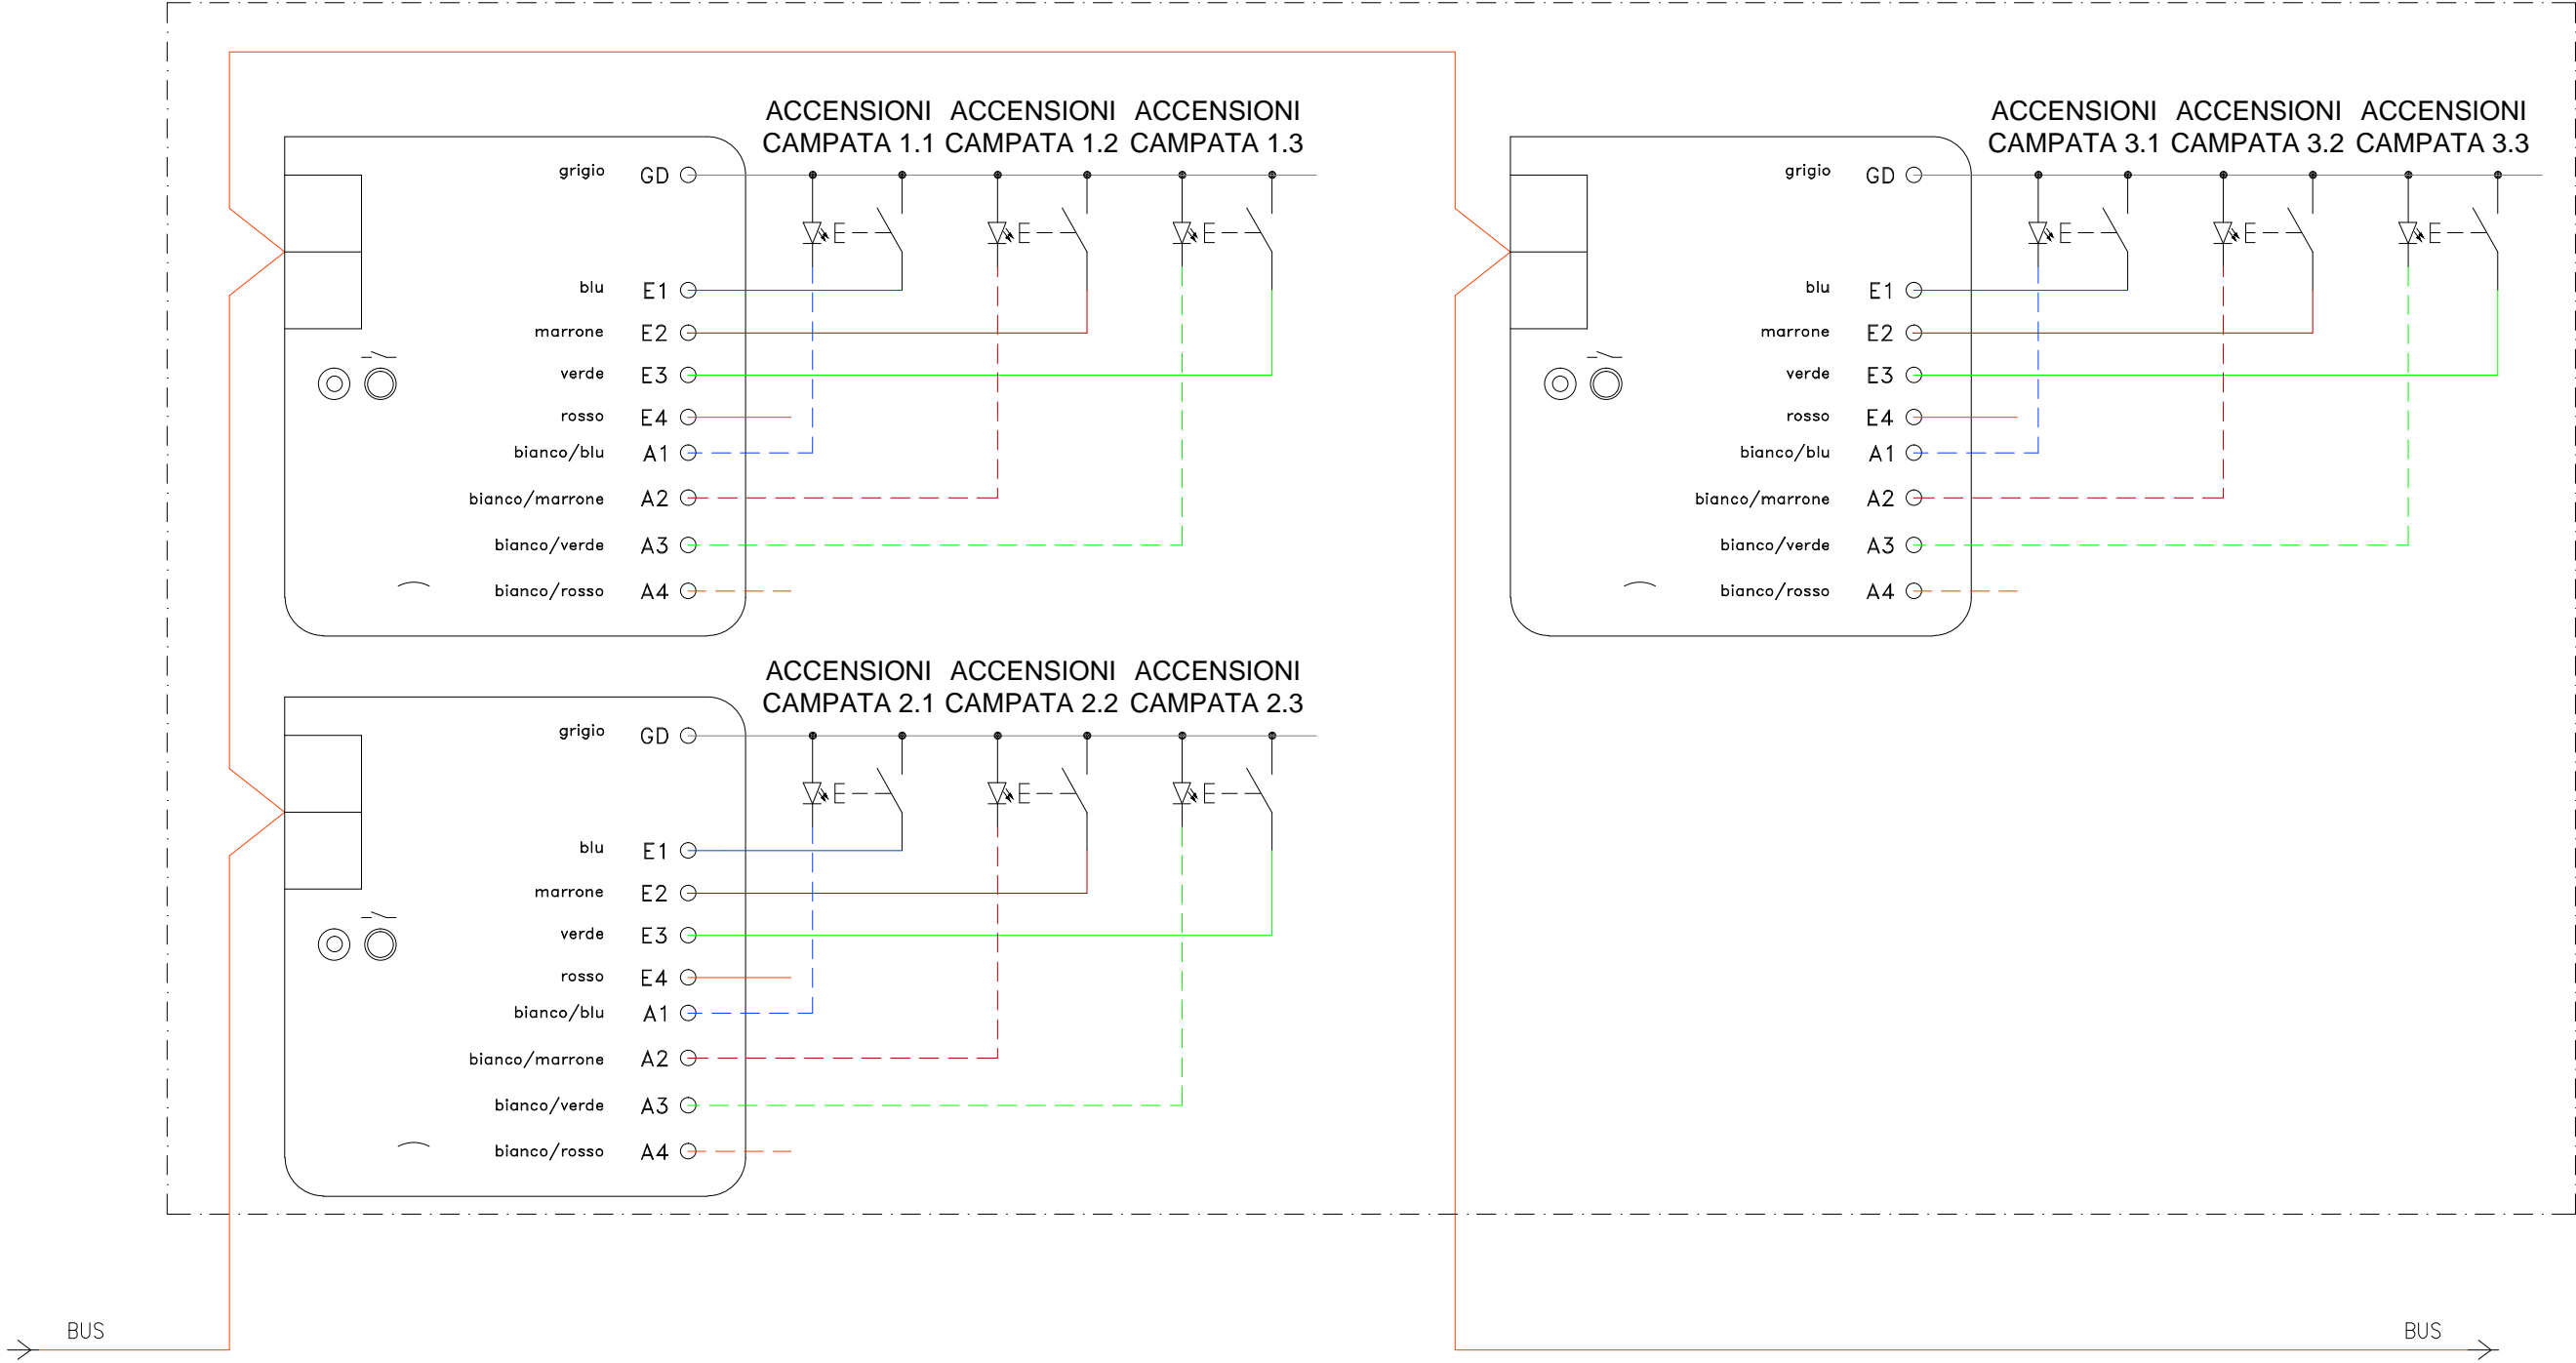 ACCENSIONI ACCENSIONI ACCENSIONI
CAMPATA 1.1 CAMPATA 1.2 CAMPATA 1.3
grigio GD
E E E
blu E1
marrone E2
verde E3
rosso E4
bianco/blu A1
bianco/marrone A2
bianco/verde A3
bianco/rosso A4
ACCENSIONI ACCENSIONI ACCENSIONI
CAMPATA 3.1 CAMPATA 3.2 CAMPATA 3.3
grigio GD
E E E
blu E1
marrone E2
verde E3
rosso E4
bianco/blu A1
bianco/marrone A2
bianco/verde A3
bianco/rosso A4
ACCENSIONI ACCENSIONI ACCENSIONI
CAMPATA 2.1 CAMPATA 2.2 CAMPATA 2.3
grigio GD
E E E
blu E1
marrone E2
verde E3
rosso E4
bianco/blu A1
bianco/marrone A2
bianco/verde A3
bianco/rosso A4
BUS
BUS